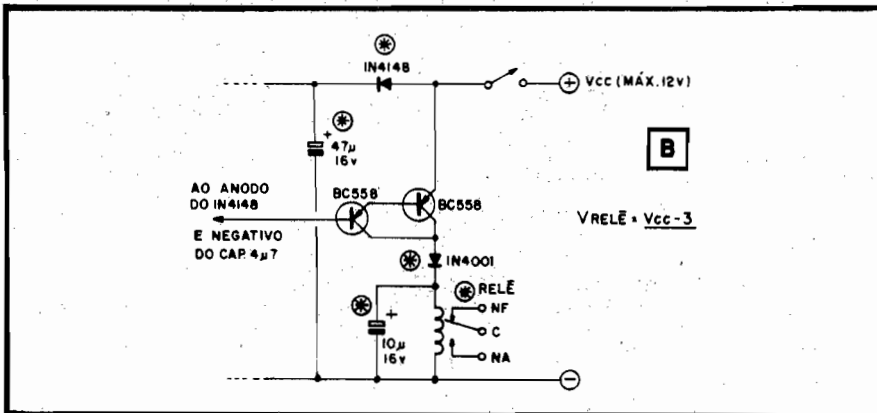 1N4148
VCC (MÁX. 12V)
+
47µ
16v
B
AO ANODO
DO 1N4148
BC558
BC558
E NEGATIVO
DO CAP. 4µ7
VRELÊ = Vcc-3
1N4001
RELÊ
NF
C
NA
+
10µ
16v